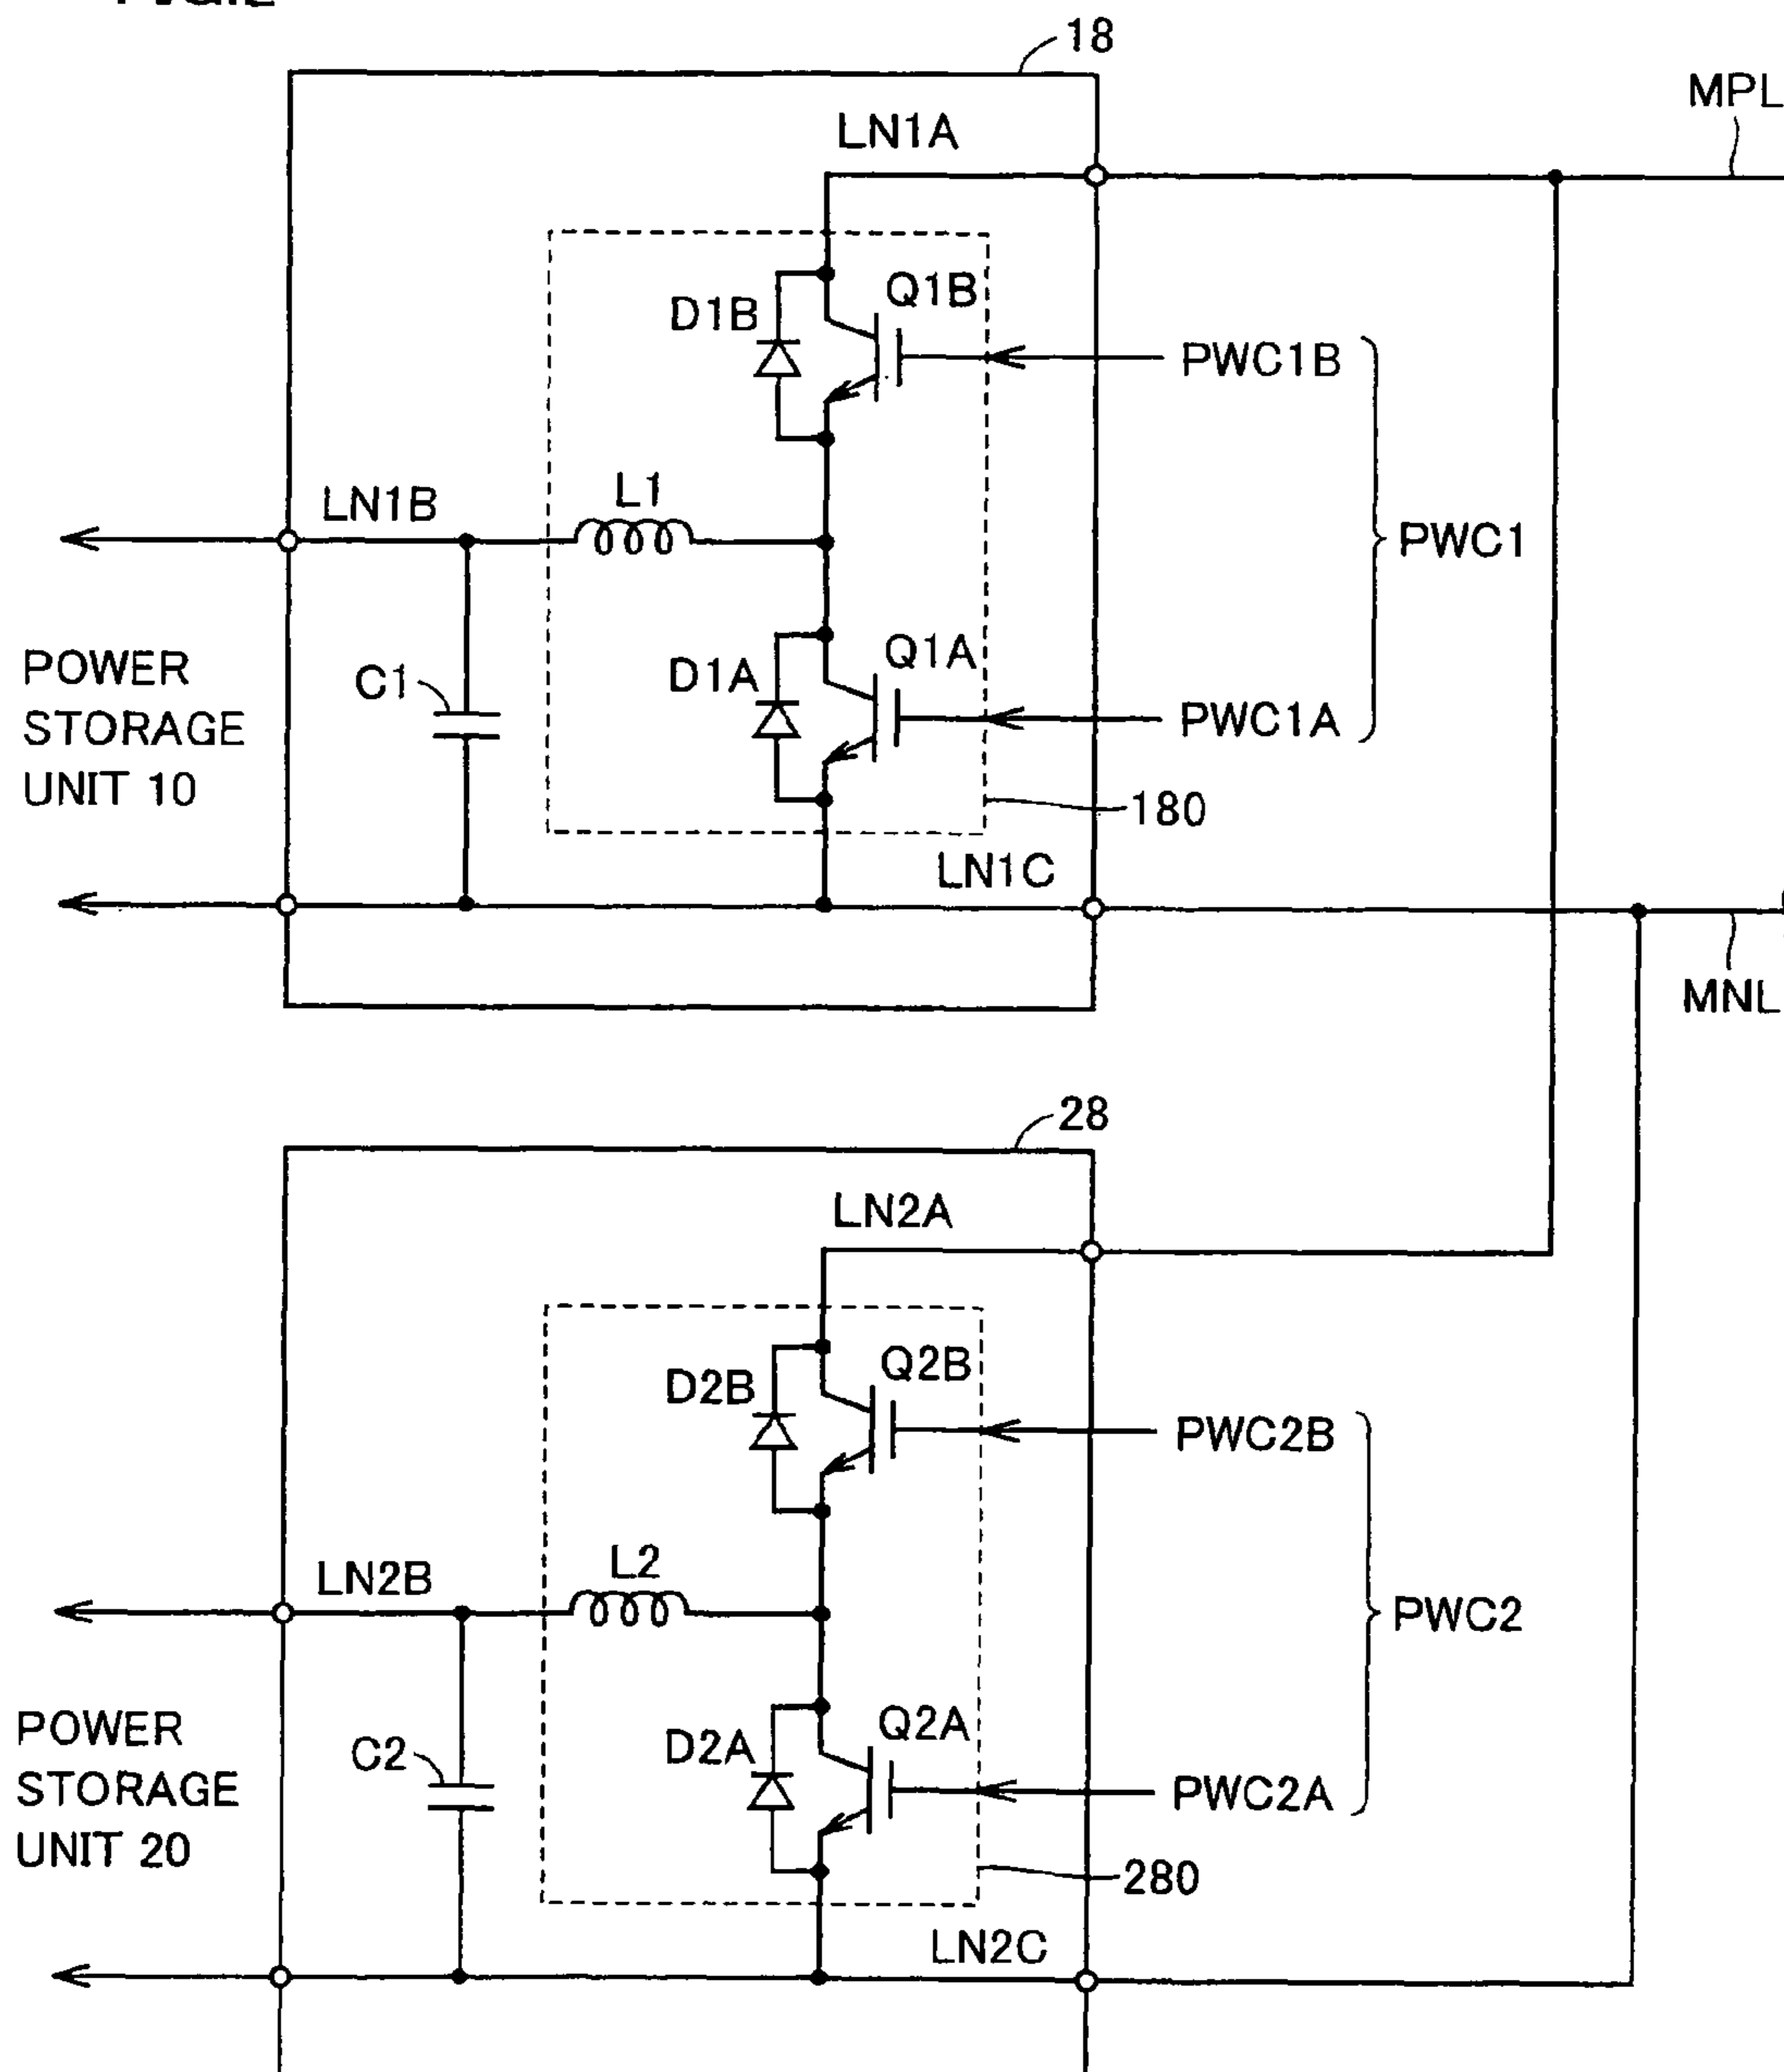 18
MPL
LN1A
Q1B
D1B
PWC1B
L1
LN1B
PWC1
Q1A
D1A
C1
PWC1A
POWER
STORAGE
UNIT 10
180
LN1C
MNL
28
LN2A
Q2B
D2B
PWC2B
L2
LN2B
PWC2
Q2A
D2A
C2
PWC2A
POWER
STORAGE
UNIT 20
280
LN2C